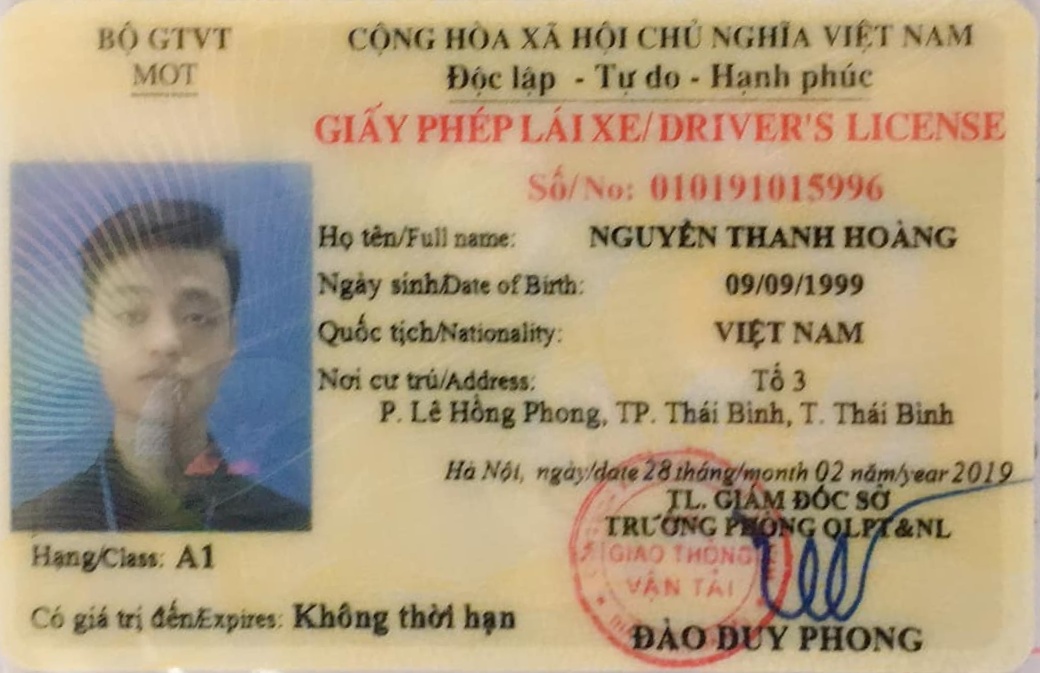 BỘ GTVT
MOT
CỘNG HÒA XÃ HỘI CHỦ NGHĨA VIỆT NAM
Độc lập - Tự do - Hạnh phúc
GIẤY PHÉP LÁI XE/DRIVER'S LICENSE
Số/No: 010191015996
Họ tên/Full name: NGUYỄN THANH HOÀNG
Ngày sinh/Date of Birth: 09/09/1999
Quốc tịch/Nationality: VIỆT NAM
Nơi cư trú/Address: Tổ 3
P. Lê Hồng Phong, TP. Thái Bình, T. Thái Bình
Hà Nội, ngày/date 28 tháng/month 02 năm/year 2019
TL. GIÁM ĐỐC SỞ
TRƯỞNG PHÒNG QLPT&NL
GIAO THÔNG
VẬN TẢI
ĐÀO DUY PHONG
Hạng/Class: A1
Có giá trị đến/Expires: Không thời hạn